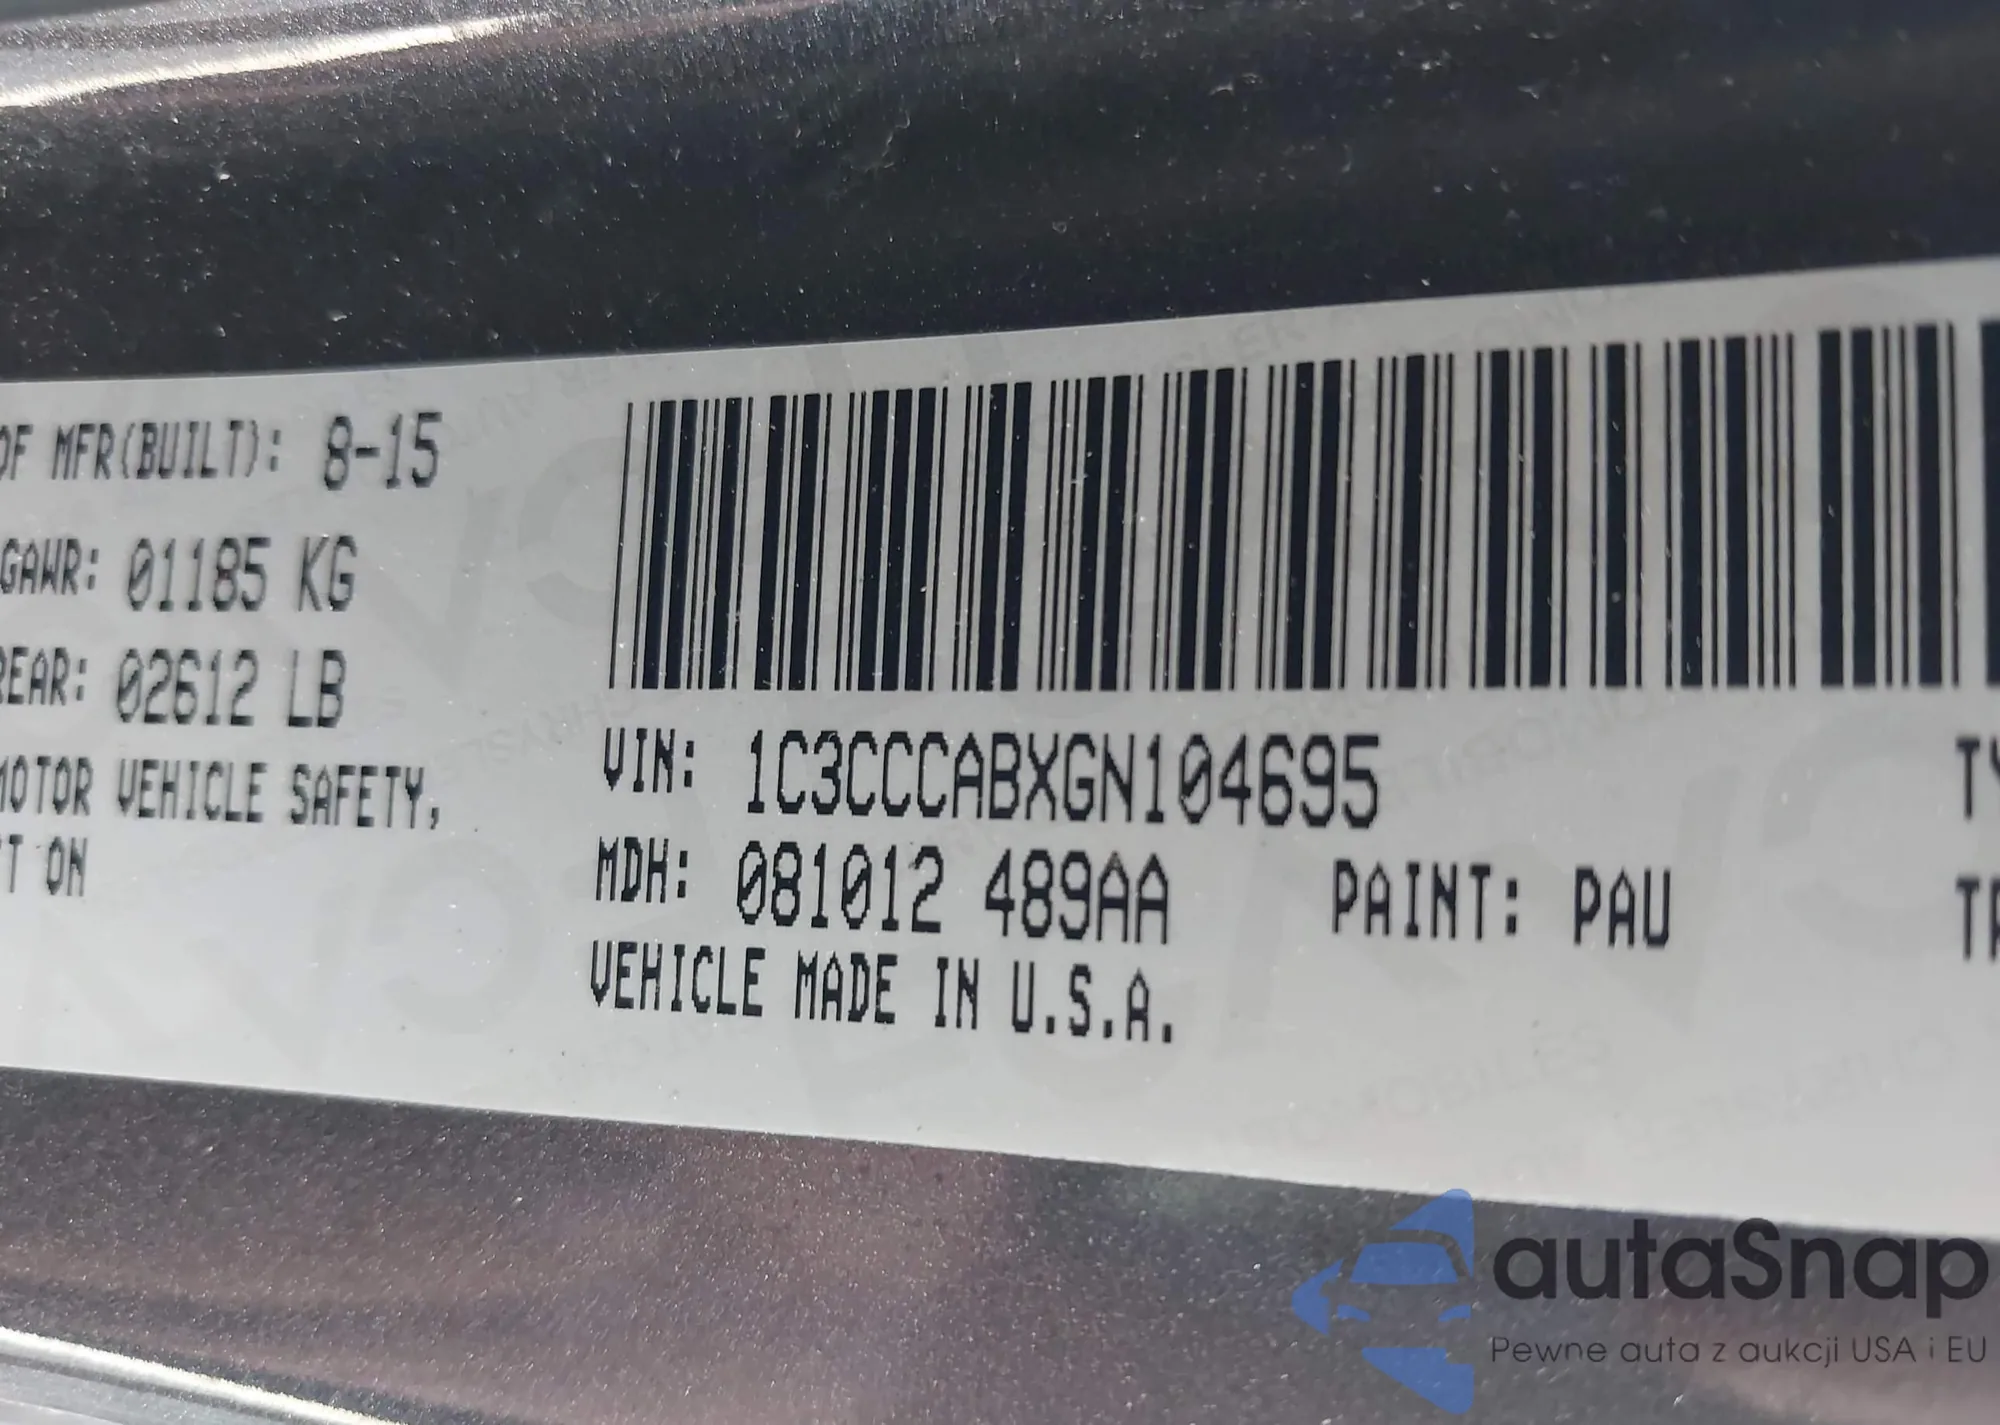 OF MFR(BUILT): 8-15
GAWR: 01185 KG
REAR: 02612 LB
MOTOR VEHICLE SAFETY,
T ON
VIN: 1C3CCCABXGN104695
MDH: 081012 489AA PAINT: PAU
VEHICLE MADE IN U.S.A.
autaSnap
Pewne auta z aukcji USA i EU